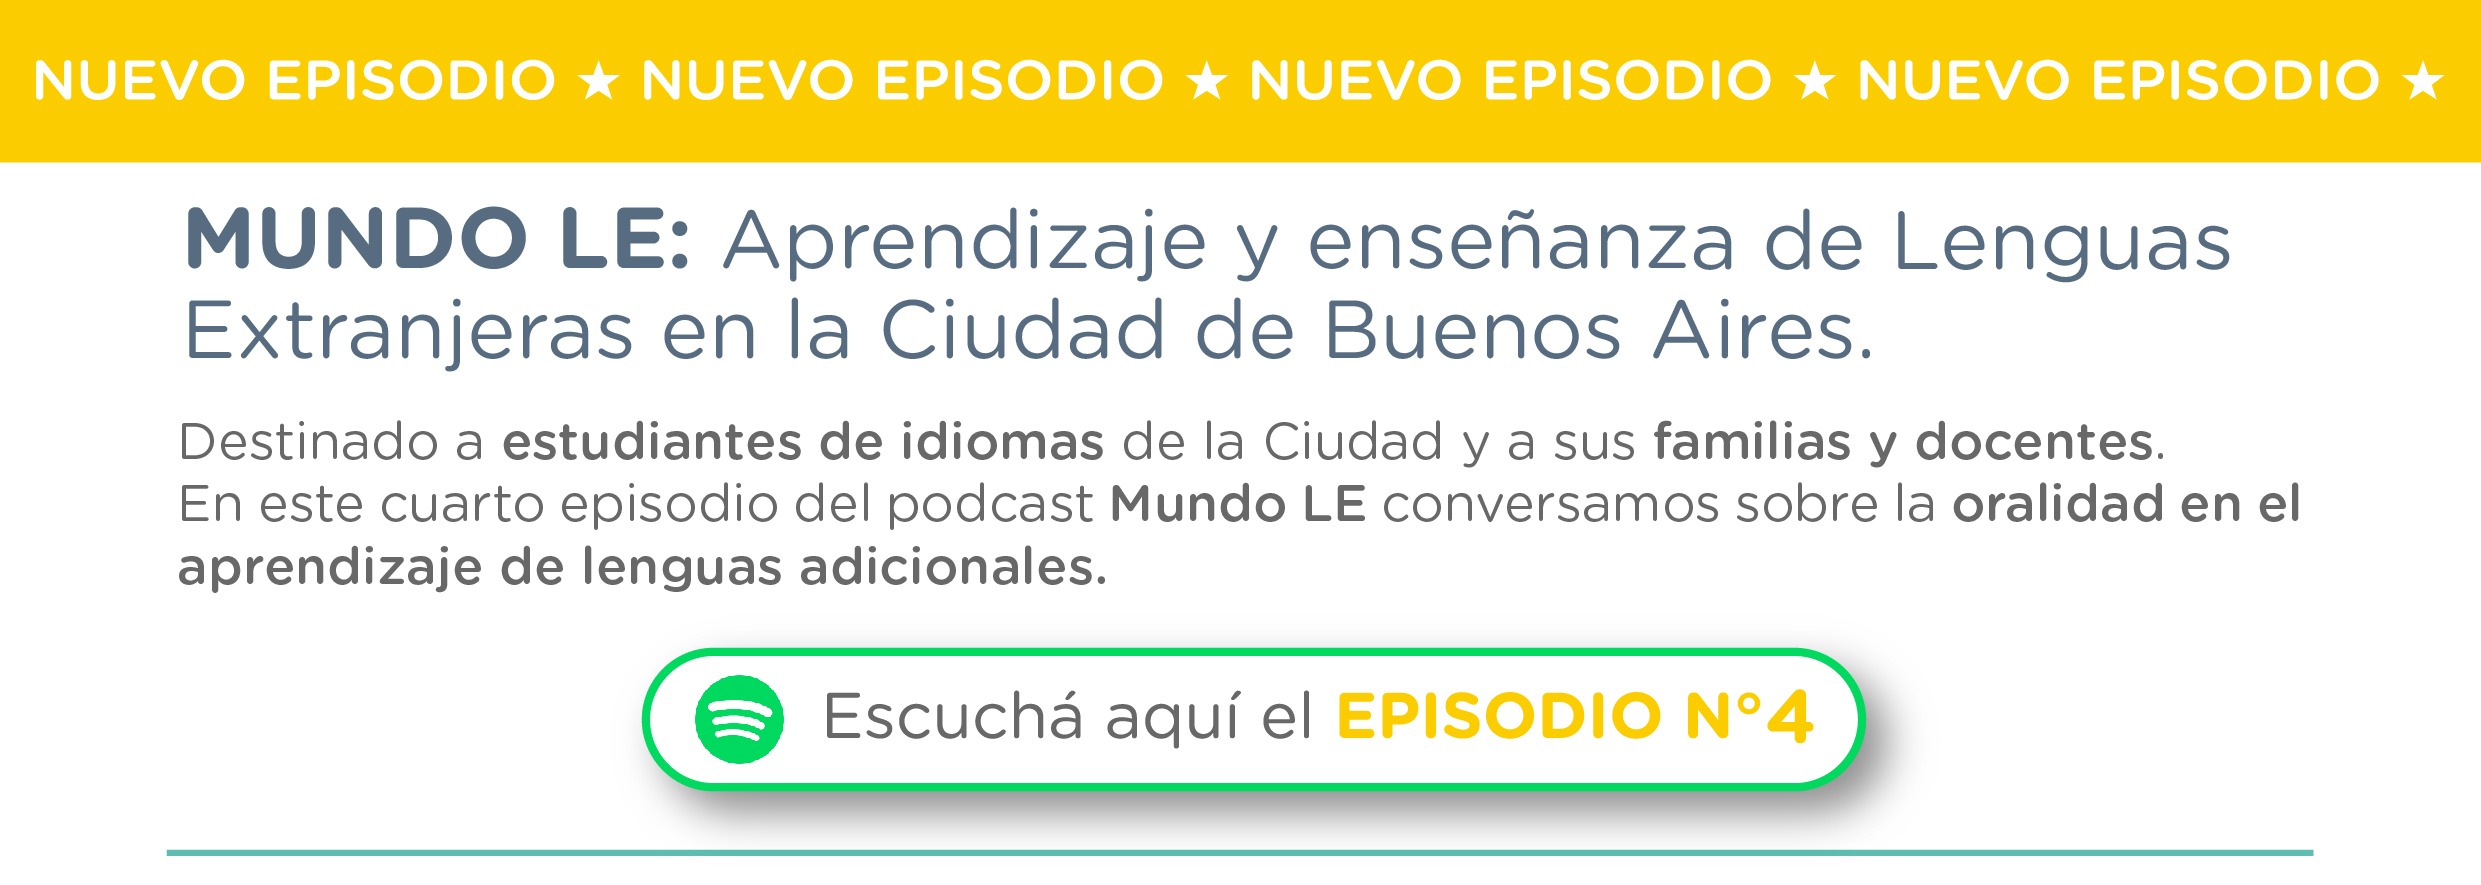 NUEVO EPISODIO ★ NUEVO EPISODIO ★ NUEVO EPISODIO ★ NUEVO EPISODIO ★
MUNDO LE: Aprendizaje y enseñanza de Lenguas
Extranjeras en la Ciudad de Buenos Aires.
Destinado a estudiantes de idiomas de la Ciudad y a sus familias y docentes.
En este cuarto episodio del podcast Mundo LE conversamos sobre la oralidad en el
aprendizaje de lenguas adicionales.
Escuchá aquí el EPISODIO N°4